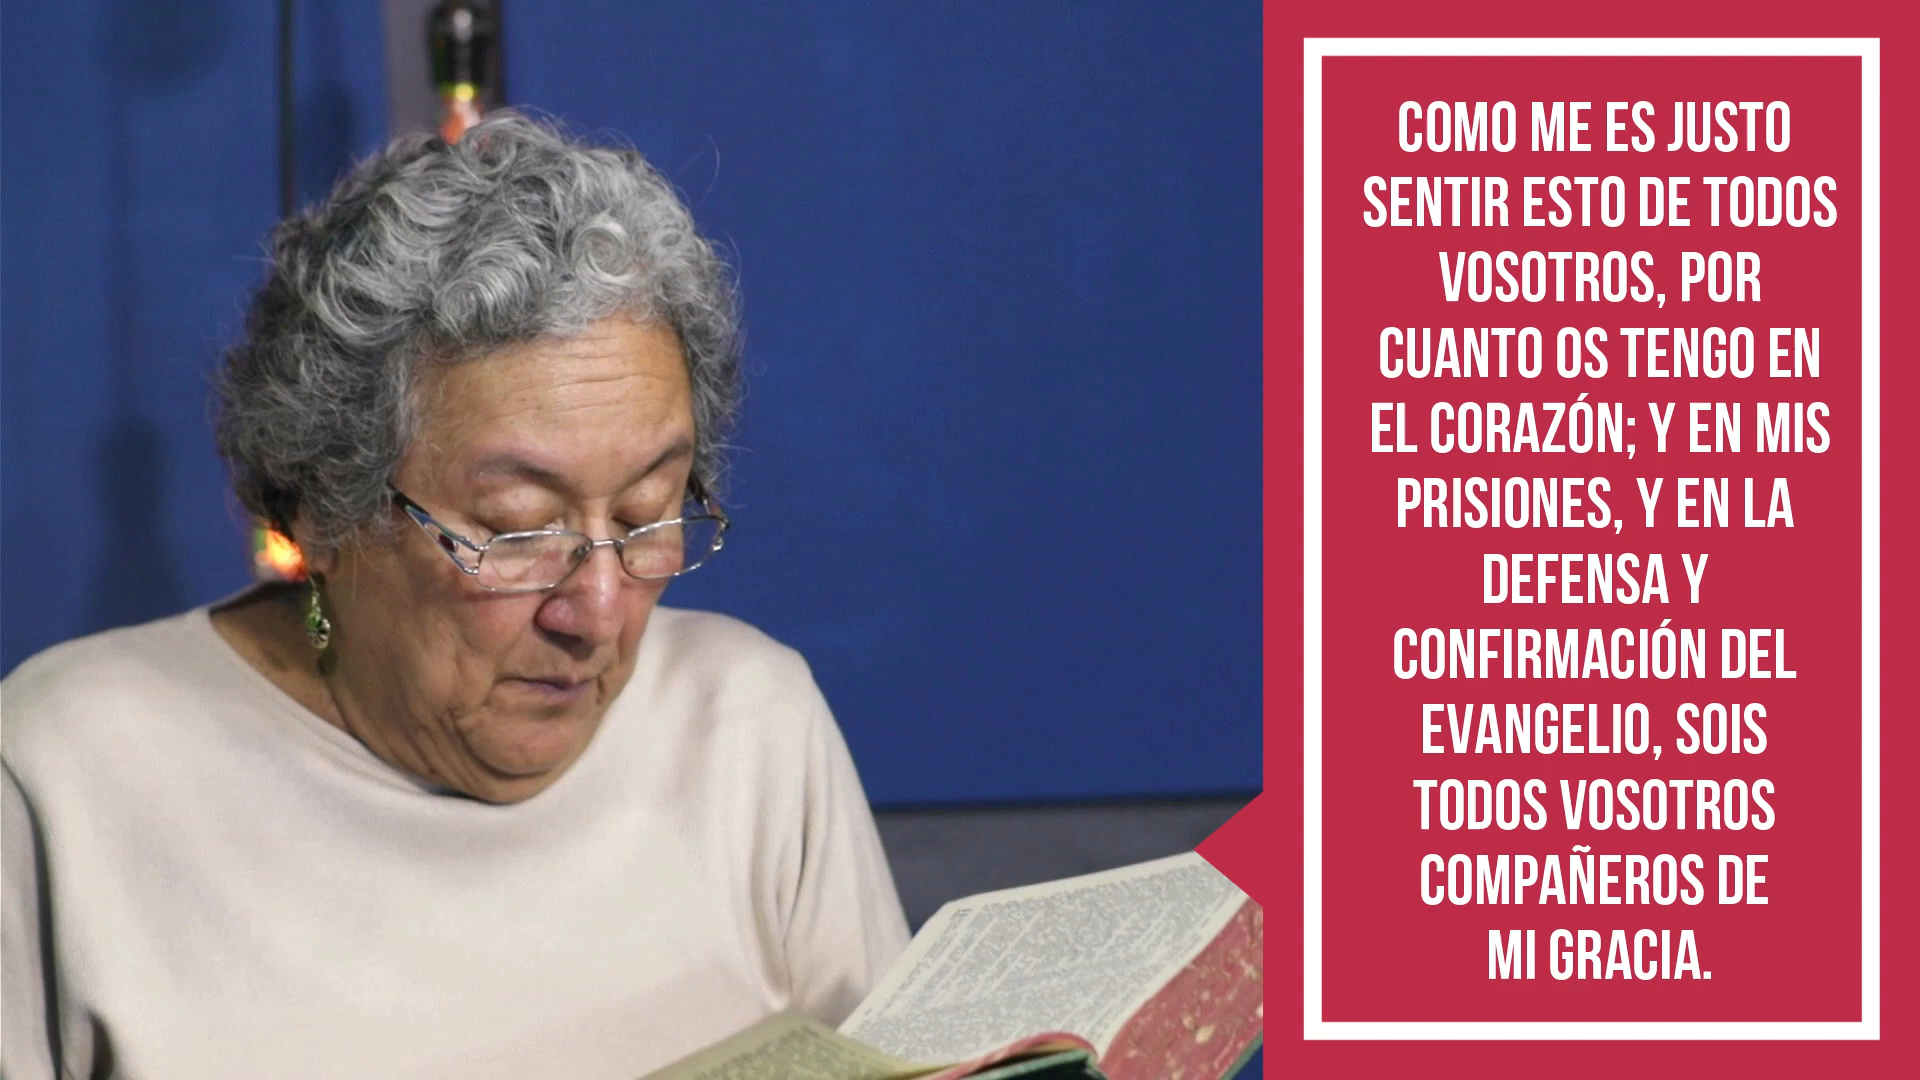 COMO ME ES JUSTO
SENTIR ESTO DE TODOS
VOSOTROS, POR
CUANTO OS TENGO EN
EL CORAZÓN; Y EN MIS
PRISIONES, Y EN LA
DEFENSA Y
CONFIRMACIÓN DEL
EVANGELIO, SOIS
TODOS VOSOTROS
COMPAÑEROS DE
MI GRACIA.